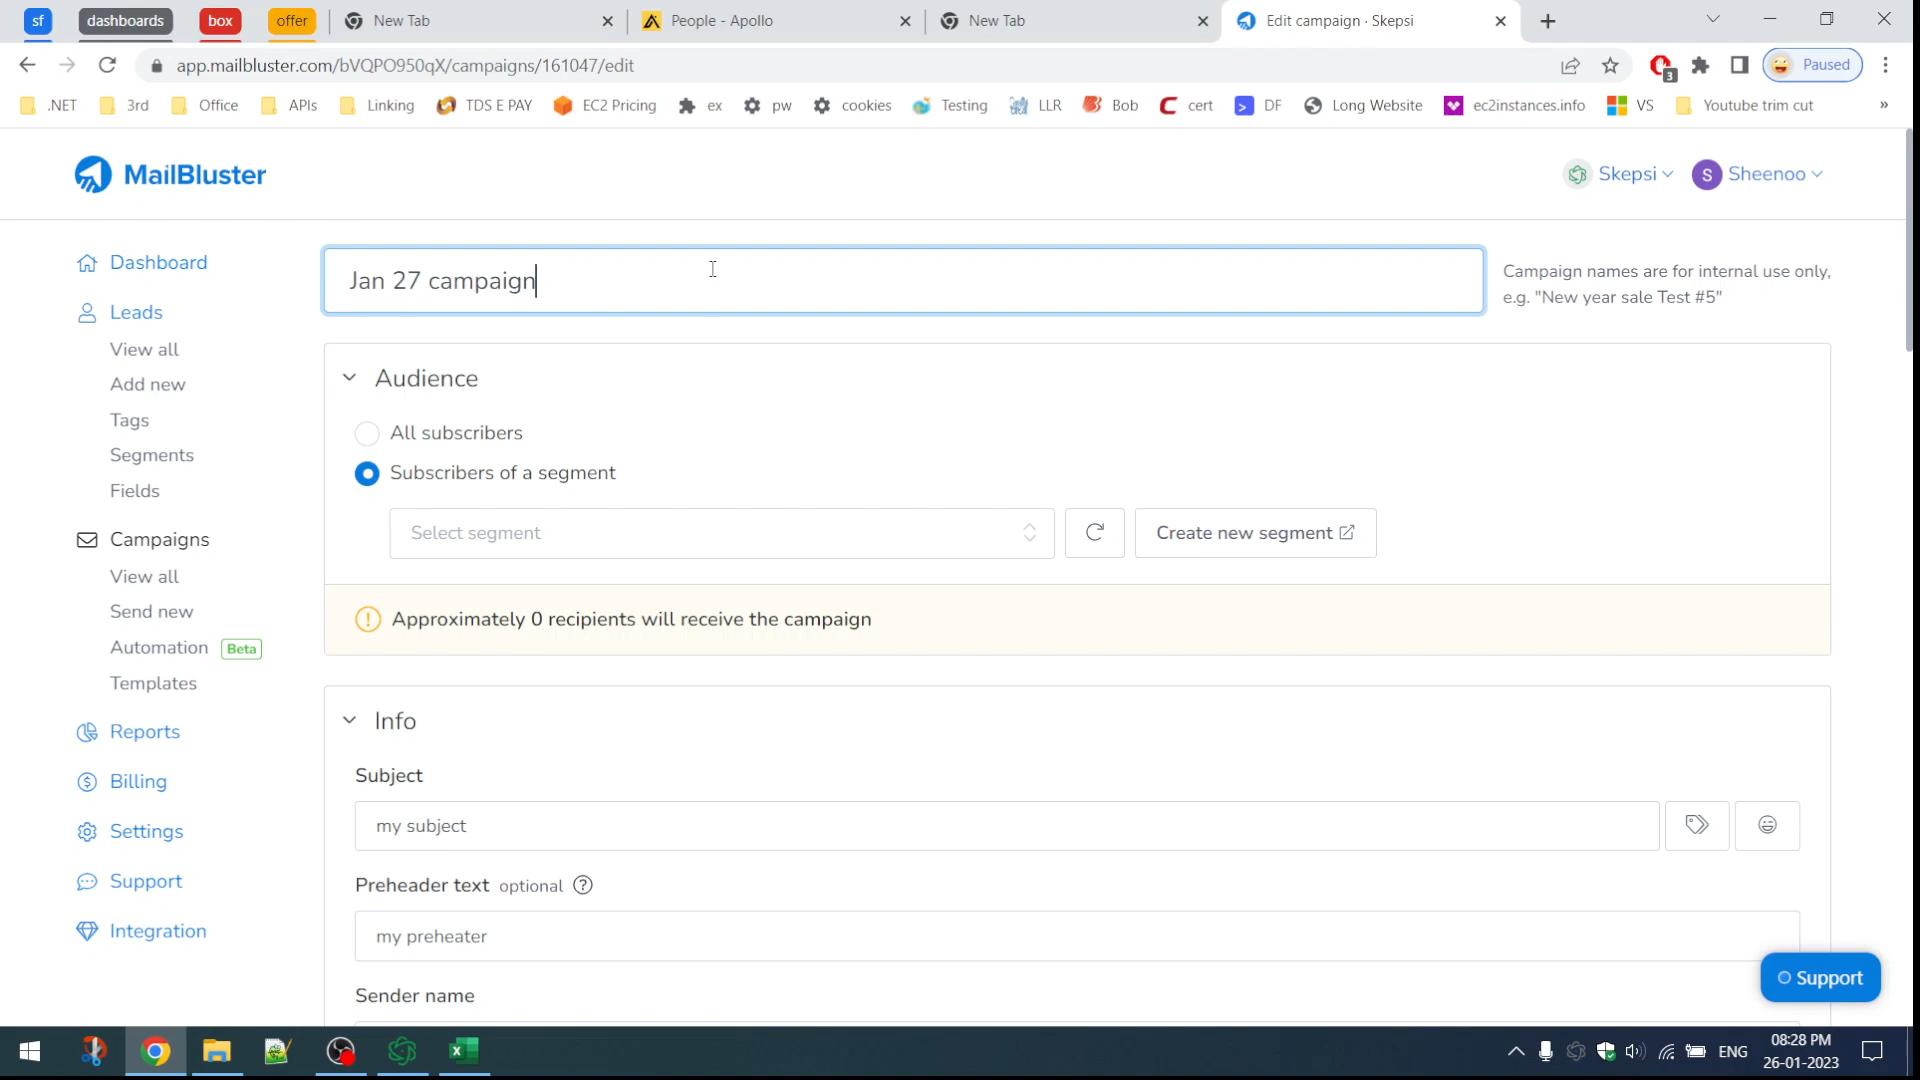 sf
dashboards
box
offer
New Tab
People - Apollo
New Tab
Edit campaign · Skepsi
app.mailbluster.com/bVQPO950qX/campaigns/161047/edit
3
Paused
.NET
3rd
Office
APIs
Linking
TDS E PAY
EC2 Pricing
ex
pw
cookies
Testing
LLR
Bob
cert
DF
Long Website
ec2instances.info
VS
Youtube trim cut
»
MailBluster
Skepsi
S
Sheenoo
Dashboard
Leads
View all
Add new
Tags
Segments
Fields
Campaigns
View all
Send new
Automation Beta
Templates
Reports
Billing
Settings
Support
Integration
Jan 27 campaign
Campaign names are for internal use only,
e.g. "New year sale Test #5"
Audience
All subscribers
Subscribers of a segment
Select segment
Create new segment
Approximately 0 recipients will receive the campaign
Info
Subject
my subject
Preheader text optional ?
my preheater
Sender name
Support
ENG
08:28 PM
26-01-2023